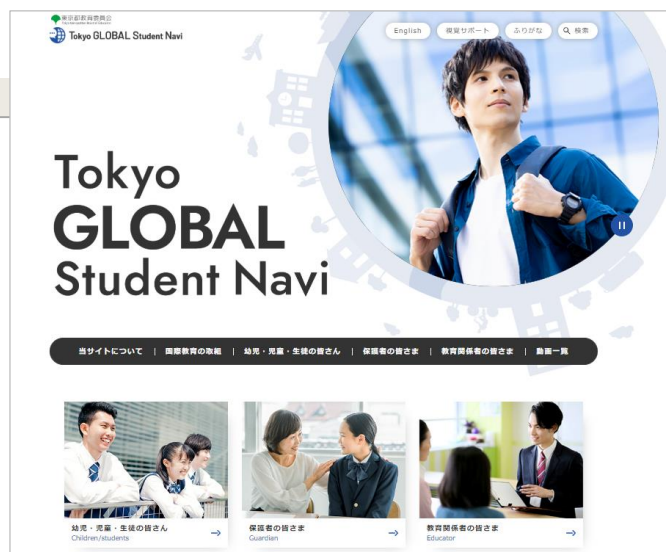 東京都教育委員会
Tokyo GLOBAL Student Navi
English
視覚サポート
ふりがな
検索
Tokyo
GLOBAL
Student Navi
当サイトについて | 国際教育の取組 | 幼児・児童・生徒の皆さん | 保護者の皆さま | 教育関係者の皆さま | 動画一覧
幼児・児童・生徒の皆さん
Children/students
保護者の皆さま
Guardian
教育関係者の皆さま
Educator